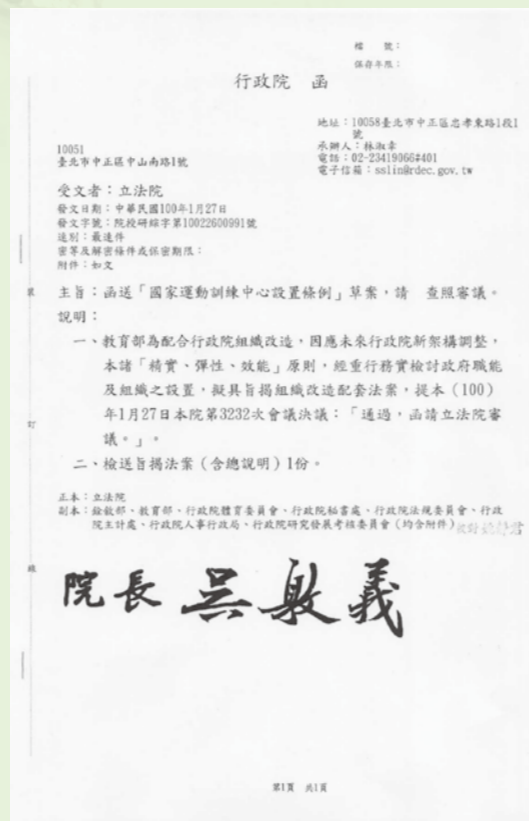 檔　號：
保存年限：
行政院　函
地址：10058臺北市中正區忠孝東路1段1
號
承辦人：林淑幸
電話：02-23419066#401
電子信箱：sslin@rdec.gov.tw
10051
臺北市中正區中山南路1號
受文者：立法院
發文日期：中華民國100年1月27日
發文字號：院授研綜字第10022600991號
速別：最速件
密等及解密條件或保密期限：
附件：如文
主旨：函送「國家運動訓練中心設置條例」草案，請　查照審議。
說明：
一、教育部為配合行政院組織改造，因應未來行政院新架構調整，
本諸「精實、彈性、效能」原則，經重行務實檢討政府職能
及組織之設置，擬具旨揭組織改造配套法案，提本（100）
年1月27日本院第3232次會議決議：「通過，函請立法院審
議。」。
二、檢送旨揭法案（含總說明）1份。
正本：立法院
副本：銓敘部、教育部、行政院體育委員會、行政院秘書處、行政院法規委員會、行政
院主計處、行政院人事行政局、行政院研究發展考核委員會（均含附件）
院長 吳敦義
裝
訂
線
第1頁　共1頁